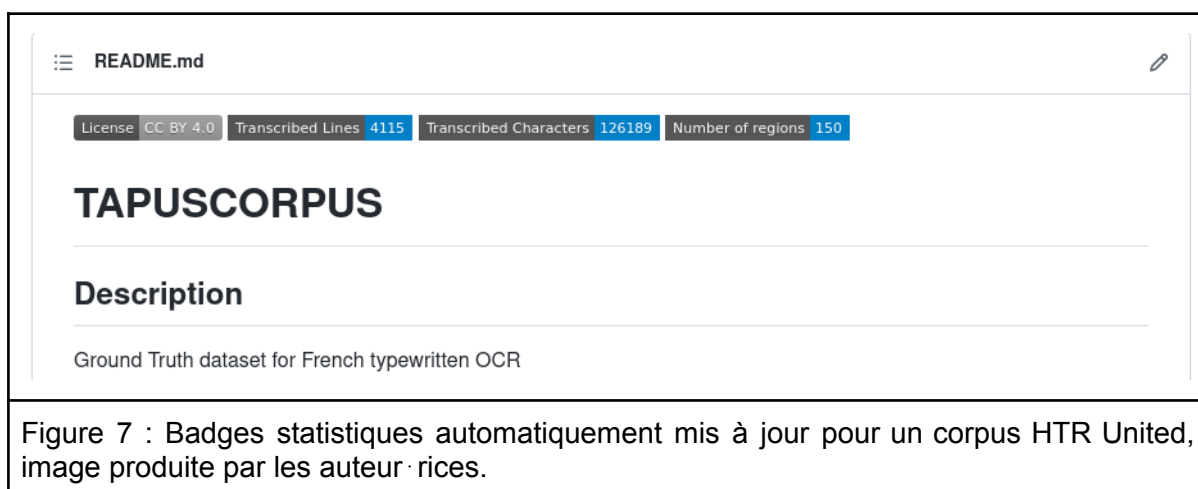 README.md
License CC BY 4.0 Transcribed Lines 4115 Transcribed Characters 126189 Number of regions 150
TAPUSCORPUS
Description
Ground Truth dataset for French typewritten OCR
Figure 7 : Badges statistiques automatiquement mis à jour pour un corpus HTR United,
image produite par les auteur·rices.